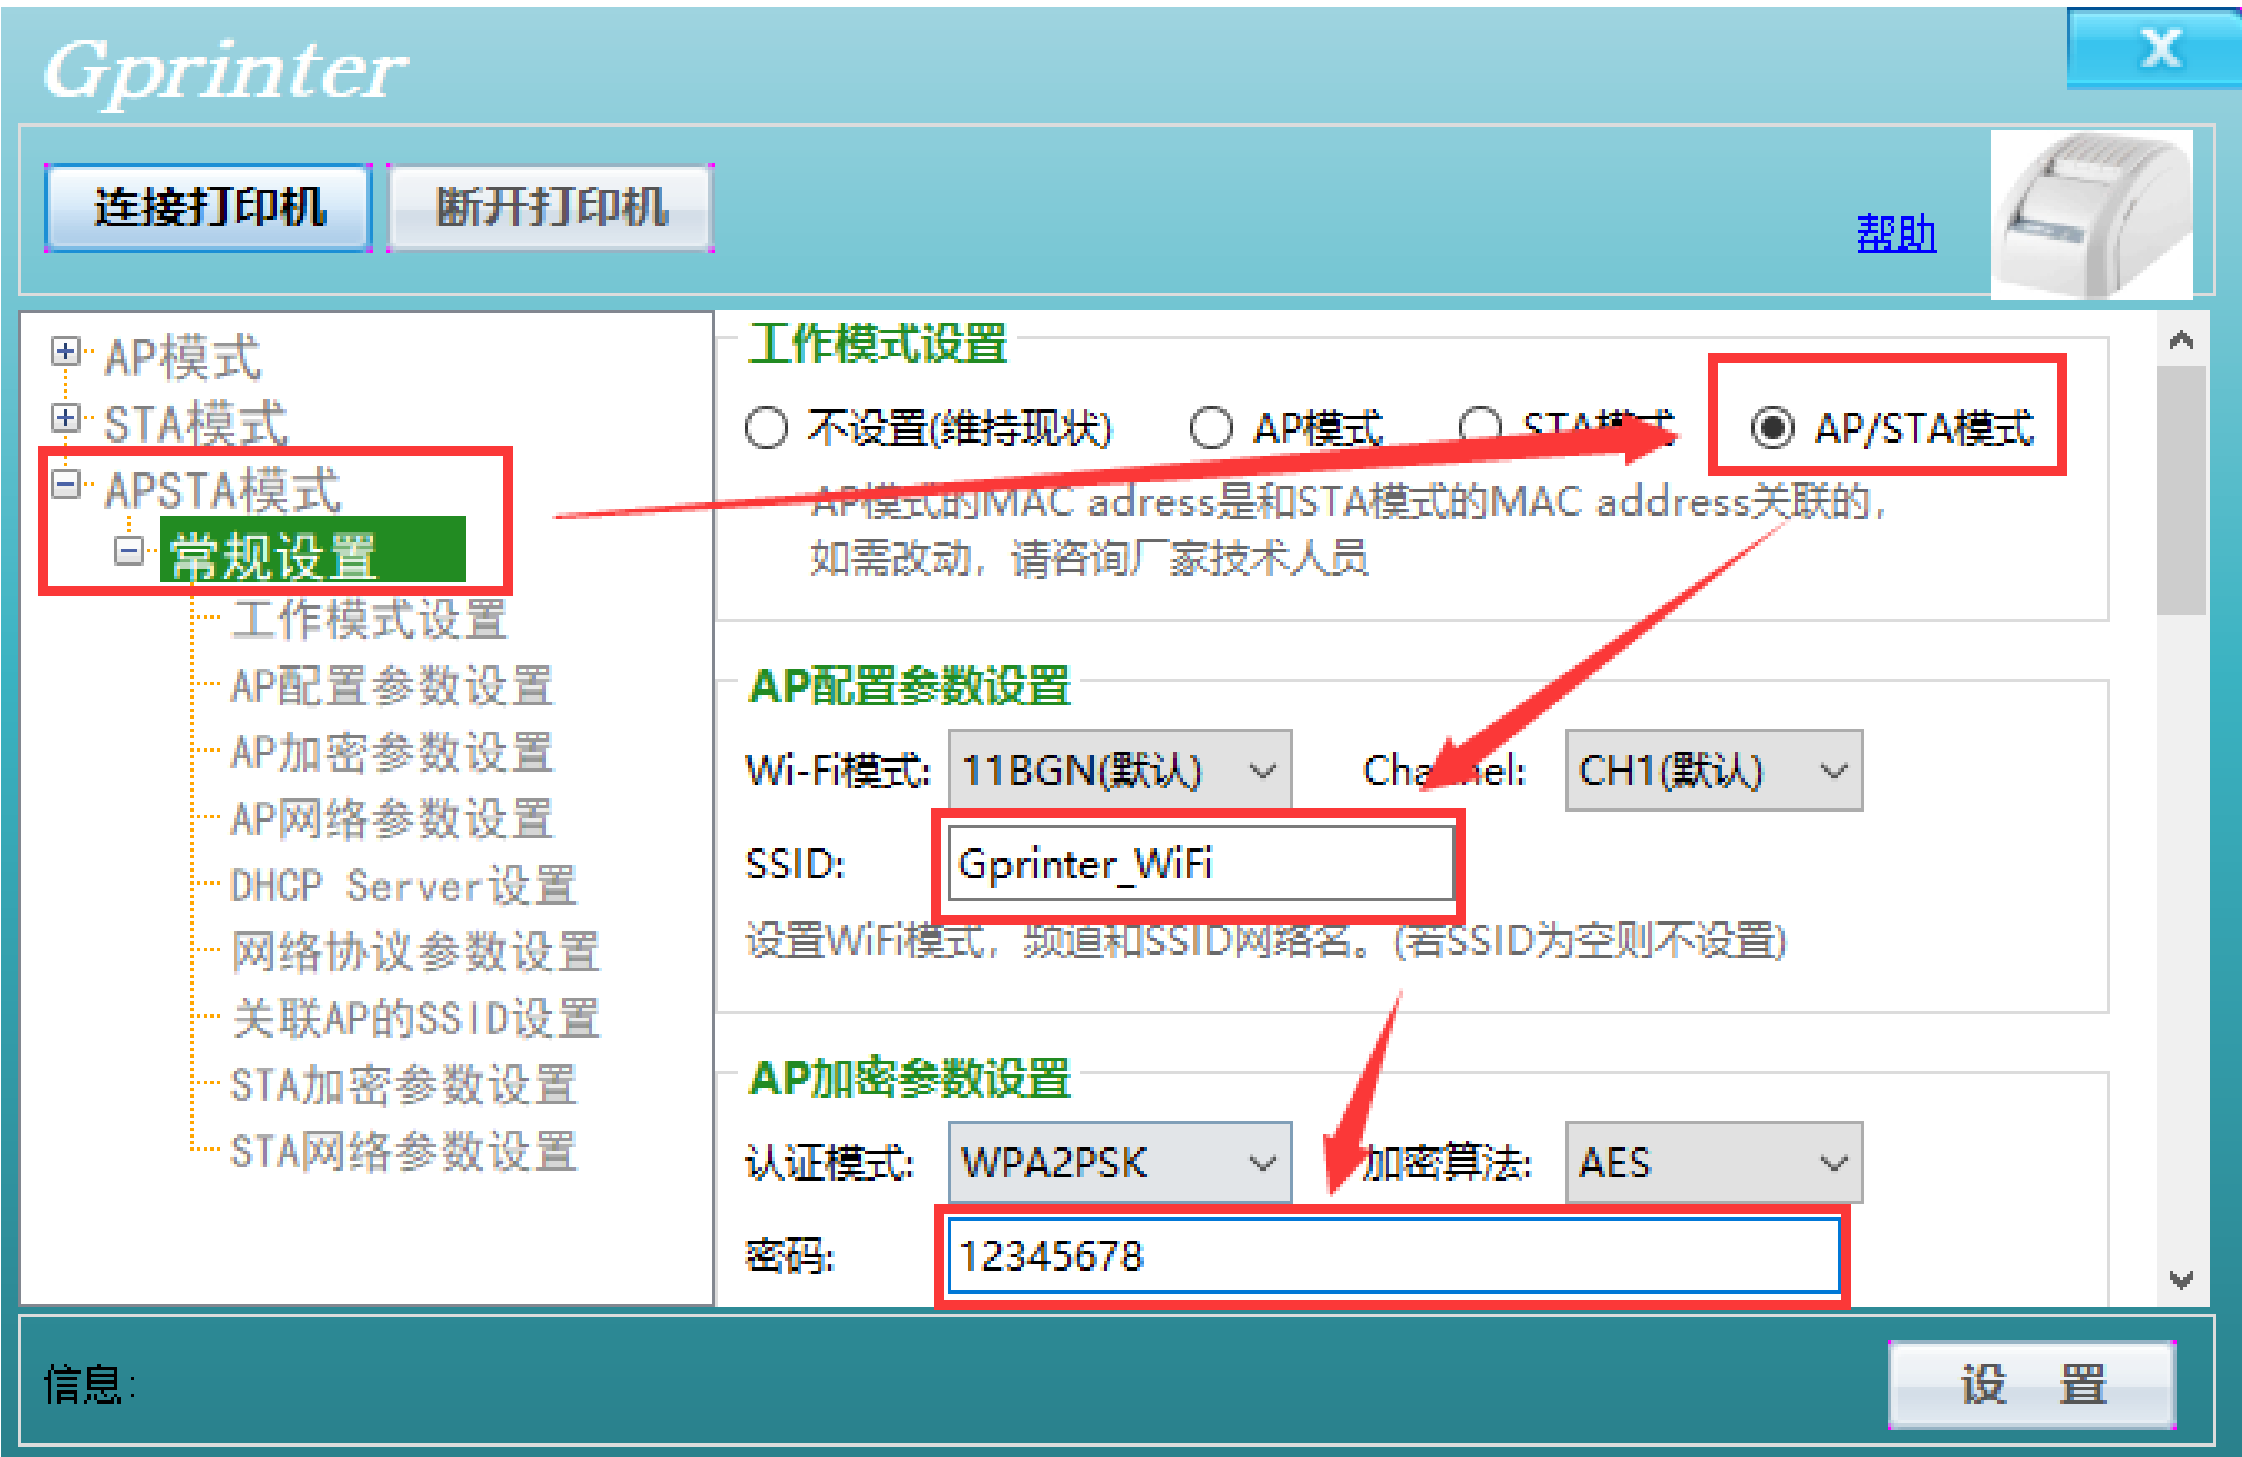 Gprinter
X
连接打印机 断开打印机
帮助
AP模式
STA模式
APSTA模式
常规设置
工作模式设置
AP配置参数设置
AP加密参数设置
AP网络参数设置
DHCP Server设置
网络协议参数设置
关联AP的SSID设置
STA加密参数设置
STA网络参数设置
工作模式设置
不设置(维持现状) AP模式 STA模式 AP/STA模式
AP模式的MAC adress是和STA模式的MAC address关联的,
如需改动, 请咨询厂家技术人员
AP配置参数设置
Wi-Fi模式: 11BGN(默认) Channel: CH1(默认)
SSID: Gprinter_WiFi
设置WiFi模式, 频道和SSID网络名。(若SSID为空则不设置)
AP加密参数设置
认证模式: WPA2PSK 加密算法: AES
密码: 12345678
信息:
设 置